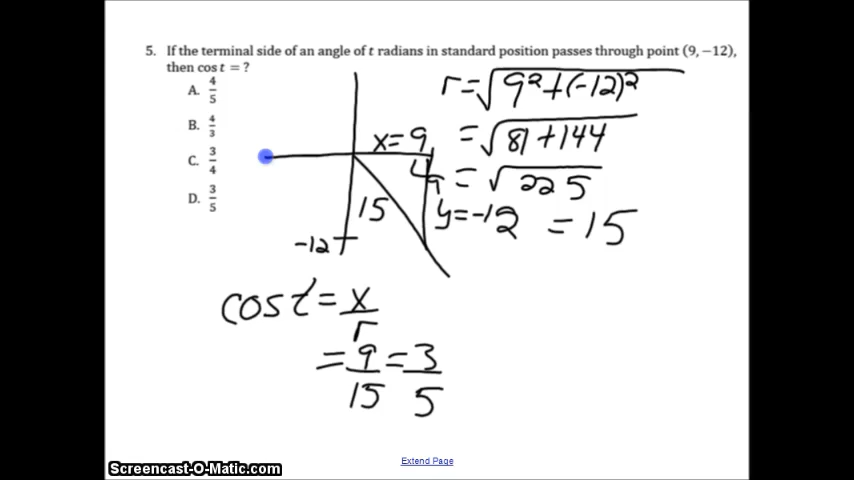 5. If the terminal side of an angle of t radians in standard position passes through point (9, −12),
then cos t = ?
A. 4/5
B. 4/3
C. 3/4
D. 3/5
r = √9² + (−12)²
= √81 + 144
= √225
= 15
x = 9
9
15
y = −12
−12
cos t = x/r
= 9/15 = 3/5
Extend Page
Screencast-O-Matic.com